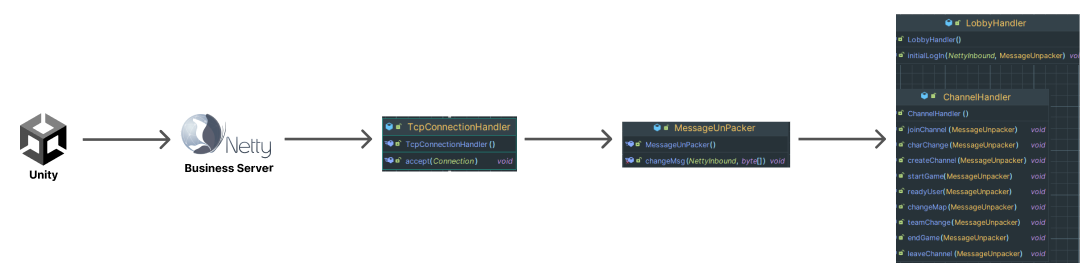 Unity
Netty
Business Server
TcpConnectionHandler
TcpConnectionHandler()
accept(Connection) void
MessageUnPacker
MessageUnPacker()
changeMsg(NettyInbound, byte[]) void
LobbyHandler
LobbyHandler()
initialLogIn(NettyInbound, MessageUnpacker)
ChannelHandler
ChannelHandler ()
joinChannel (MessageUnpacker) void
charChange (MessageUnpacker) void
createChannel(MessageUnpacker) void
startGame(MessageUnpacker) void
readyUser(MessageUnpacker) void
changeMap(MessageUnpacker) void
teamChange (MessageUnpacker) void
endGame(MessageUnpacker) void
leaveChannel (MessageUnpacker) void